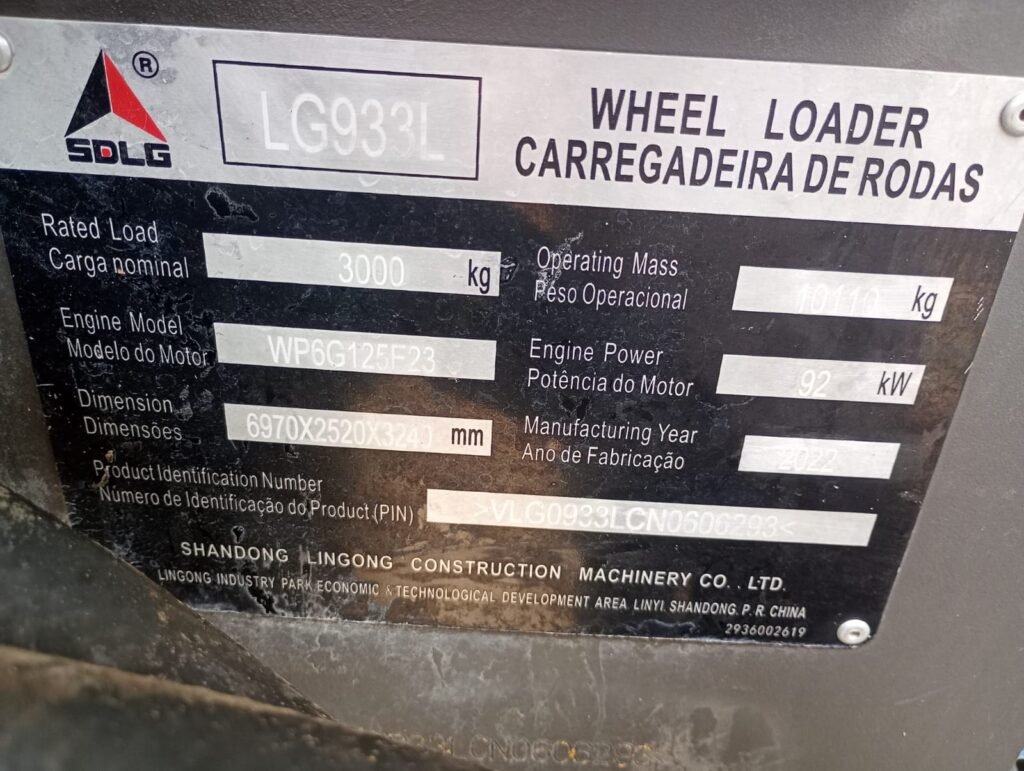 SDLG ®
LG933L
WHEEL LOADER
CARREGADEIRA DE RODAS
Rated Load
Carga nominal
3000 kg
Operating Mass
Peso Operacional
10110 kg
Engine Model
Modelo do Motor
WP6G125E23
Engine Power
Potência do Motor
92 kW
Dimension
Dimensões
6970X2520X3240 mm
Manufacturing Year
Ano de Fabricação
2022
Product Identification Number
Número de Identificação do Product (PIN)
>VLG0933LCN0606293<
SHANDONG LINGONG CONSTRUCTION MACHINERY CO., LTD.
LINGONG INDUSTRY PARK ECONOMIC & TECHNOLOGICAL DEVELOPMENT AREA LINYI. SHANDONG. P. R. CHINA
2936002619